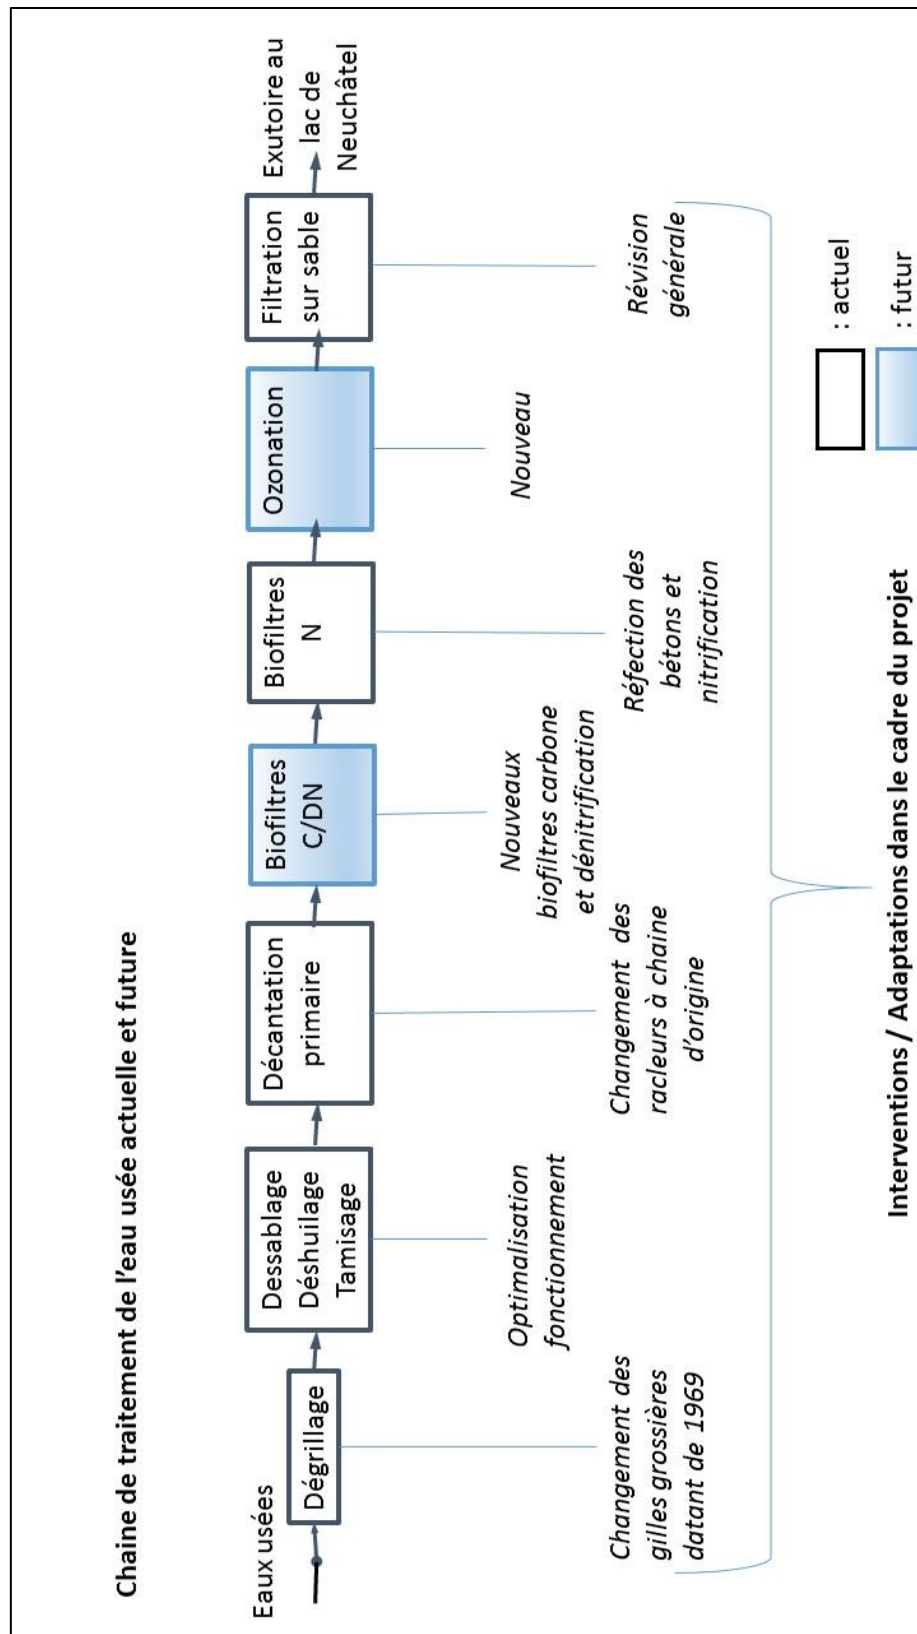 Chaine de traitement de l'eau usée actuelle et future
Eaux usées
Dégrillage
Dessablage
Déshuilage
Tamisage
Décantation
primaire
Biofiltres
C/DN
Biofiltres
N
Ozonation
Filtration
sur sable
Exutoire au
lac de
Neuchâtel
Changement des
gilles grossières
datant de 1969
Optimalisation
fonctionnement
Changement des
racleurs à chaine
d'origine
Nouveaux
biofiltres carbone
et dénitrification
Réfection des
bétons et
nitrification
Nouveau
Révision
générale
Interventions / Adaptations dans le cadre du projet
: actuel
: futur